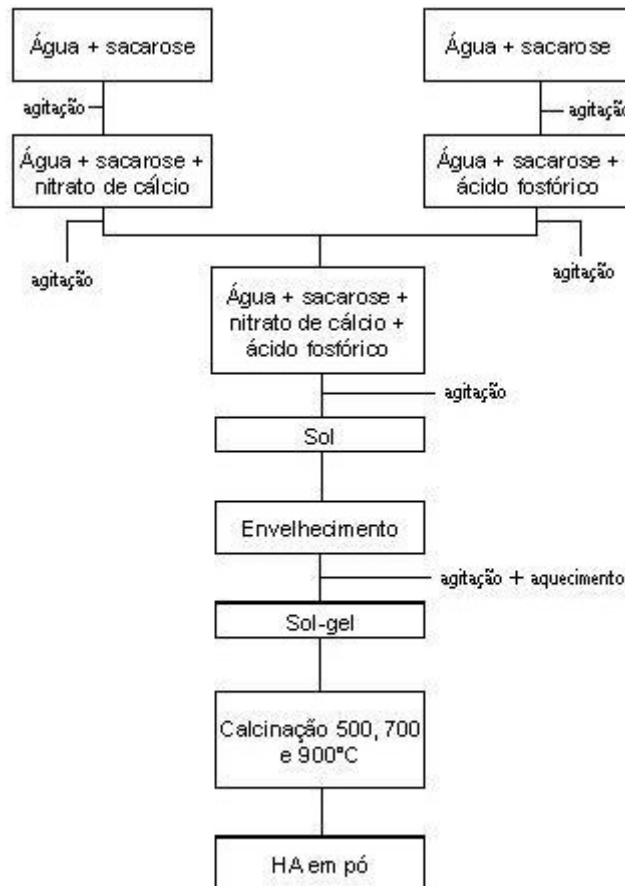 Água + sacarose
Água + sacarose
agitação
agitação
Água + sacarose +
nitrato de cálcio
Água + sacarose +
ácido fosfórico
agitação
agitação
Água + sacarose +
nitrato de cálcio +
ácido fosfórico
agitação
Sol
Envelhecimento
agitação + aquecimento
Sol-gel
Calcinação 500, 700
e 900°C
HA em pó